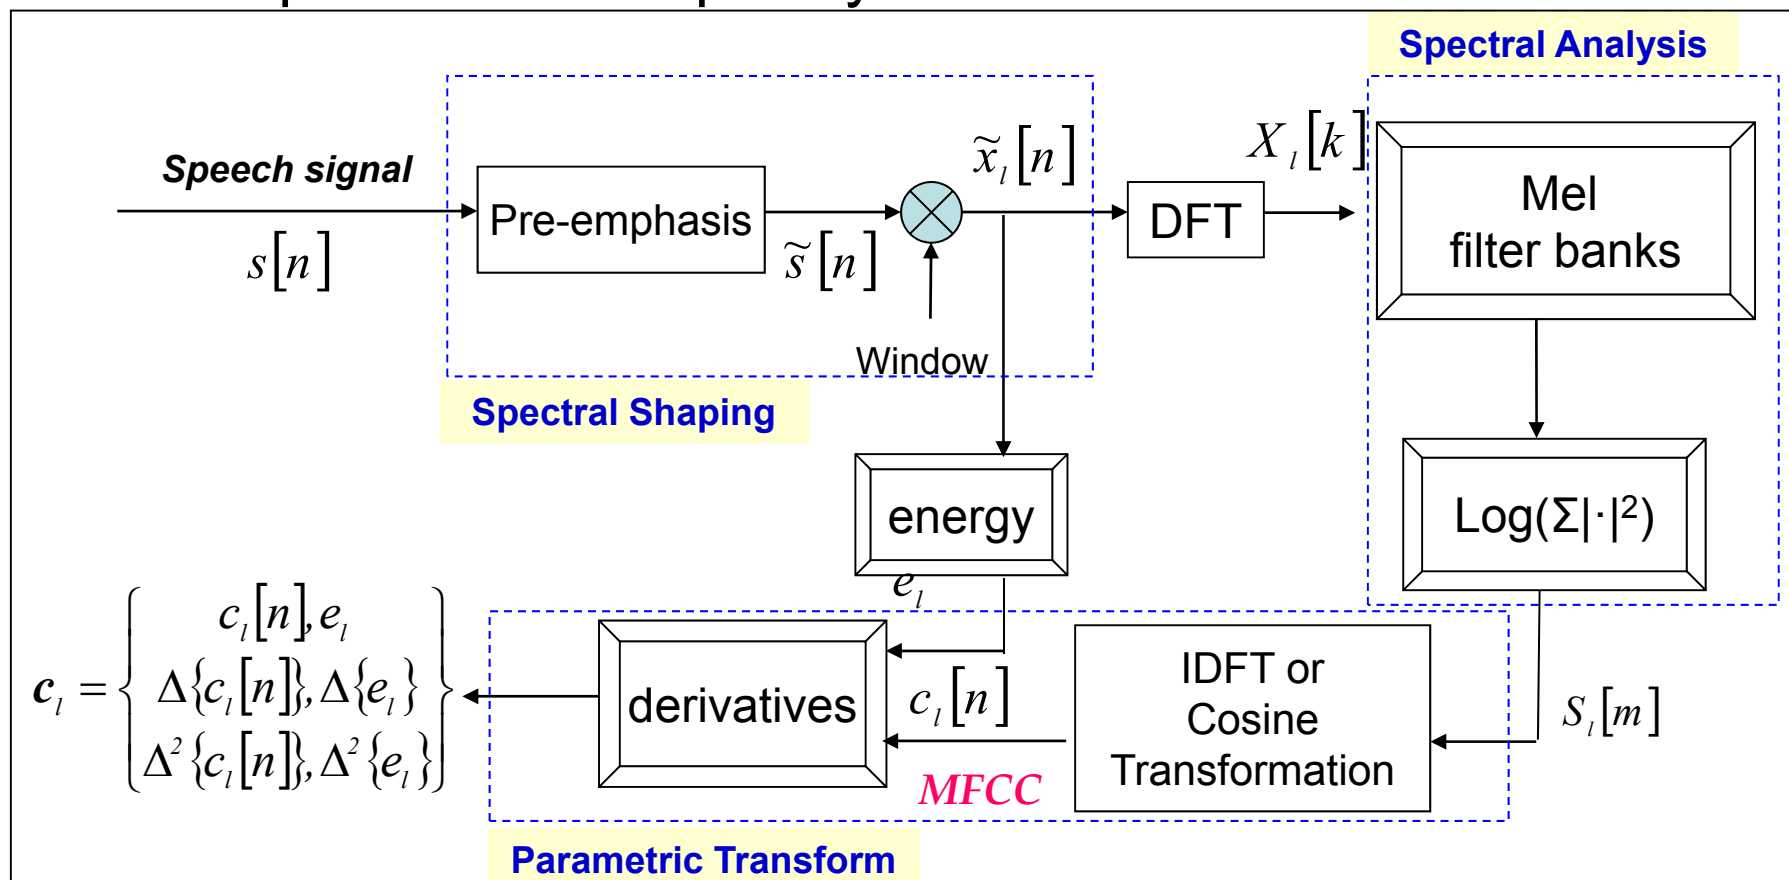 Spectral Analysis
Speech signal
s[n]
Pre-emphasis
s̃[n]
Window
x̃_l[n]
DFT
X_l[k]
Mel
filter banks
Spectral Shaping
energy
e_l
Log(Σ|·|²)
S_l[m]
IDFT or
Cosine
Transformation
c_l[n]
MFCC
derivatives
c_l = { c_l[n], e_l
Δ{c_l[n]}, Δ{e_l}
Δ²{c_l[n]}, Δ²{e_l} }
Parametric Transform